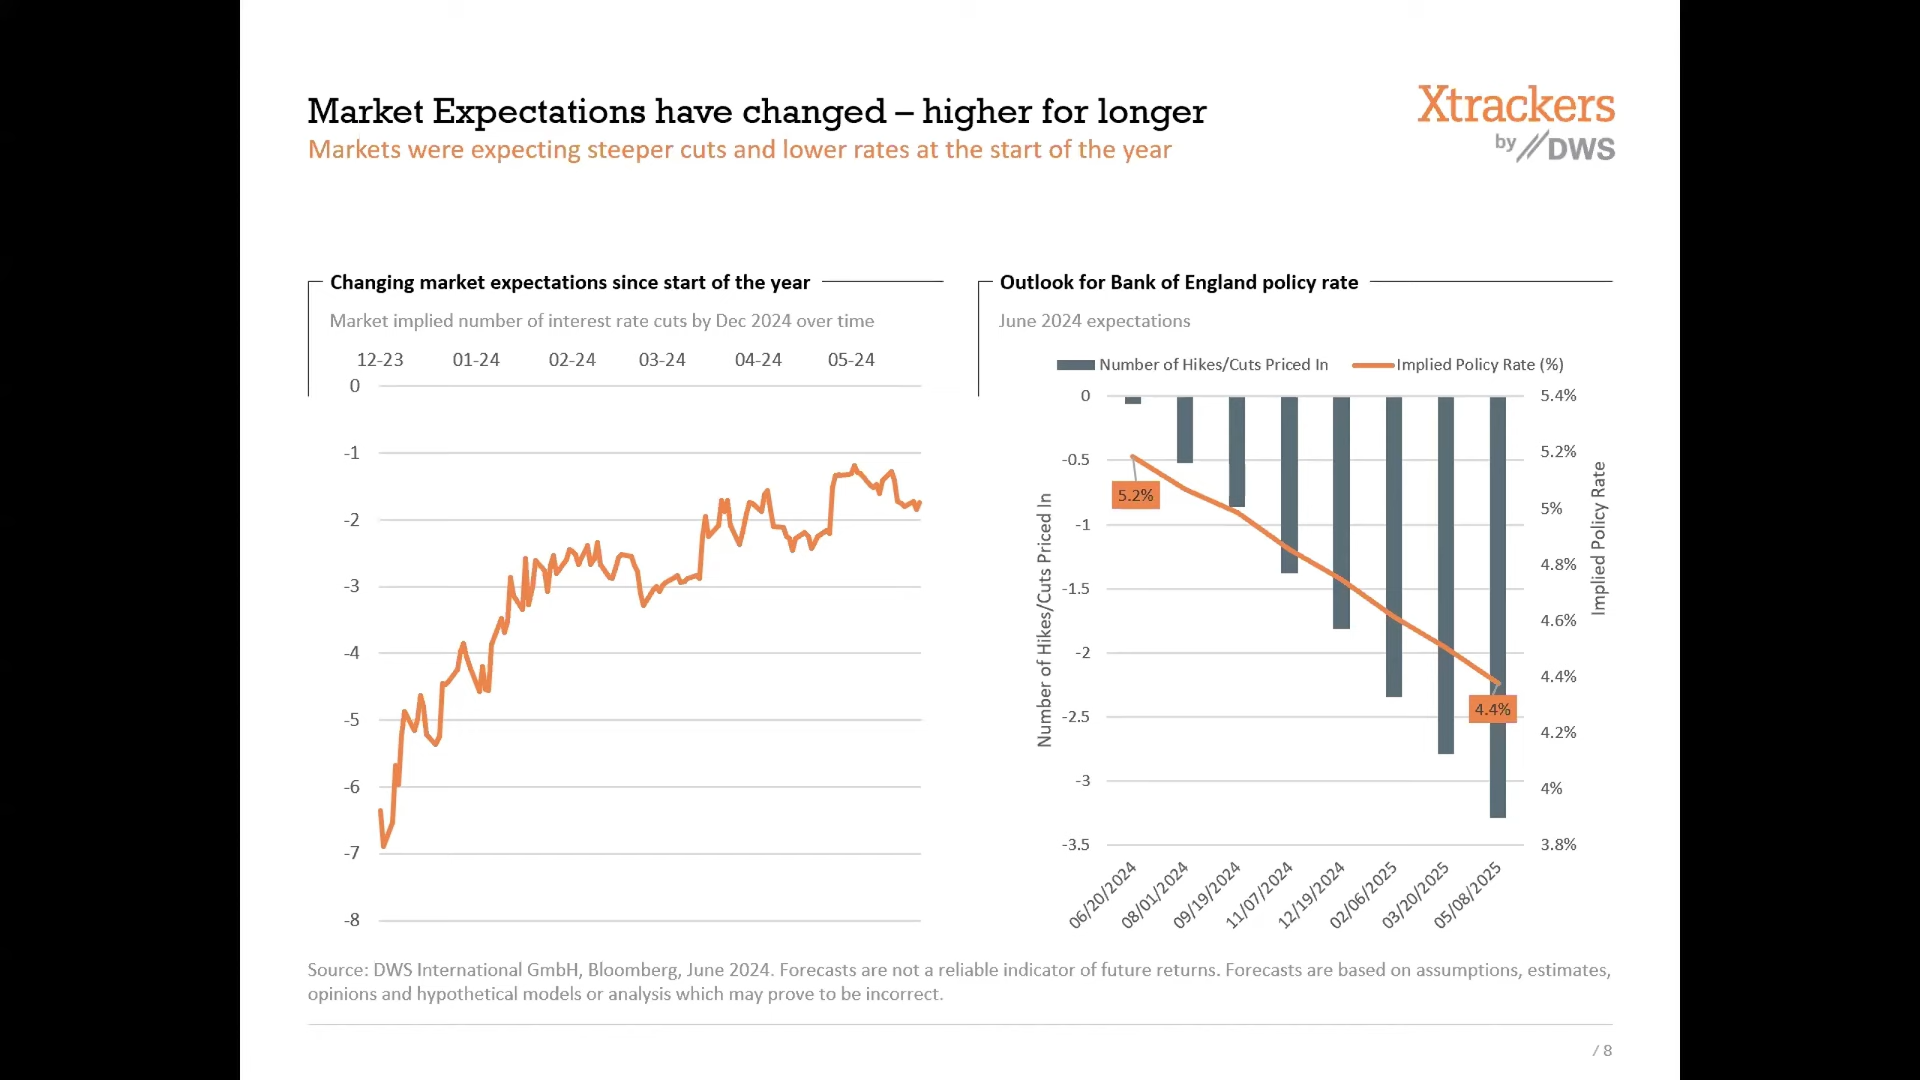 Market Expectations have changed – higher for longer
Markets were expecting steeper cuts and lower rates at the start of the year
Xtrackers
by DWS
Changing market expectations since start of the year
Market implied number of interest rate cuts by Dec 2024 over time
12-23 01-24 02-24 03-24 04-24 05-24
0
-1
-2
-3
-4
-5
-6
-7
-8
Outlook for Bank of England policy rate
June 2024 expectations
Number of Hikes/Cuts Priced In Implied Policy Rate (%)
Number of Hikes/Cuts Priced In
0
-0.5
-1
-1.5
-2
-2.5
-3
-3.5
5.2%
4.4%
5.4%
5.2%
5%
4.8%
4.6%
4.4%
4.2%
4%
3.8%
Implied Policy Rate
06/20/2024
08/01/2024
09/19/2024
11/07/2024
12/19/2024
02/06/2025
03/20/2025
05/08/2025
Source: DWS International GmbH, Bloomberg, June 2024. Forecasts are not a reliable indicator of future returns. Forecasts are based on assumptions, estimates,
opinions and hypothetical models or analysis which may prove to be incorrect.
/ 8